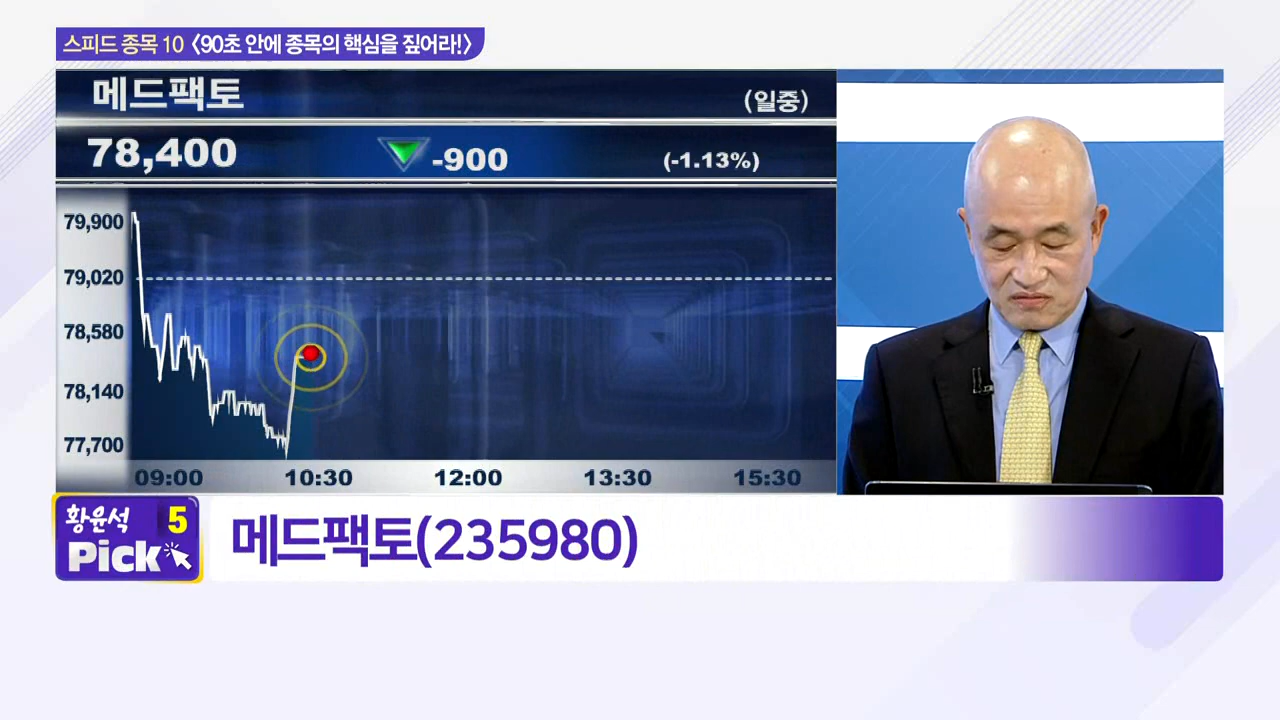 스피드 종목 10 〈90초 안에 종목의 핵심을 짚어라!〉
메드팩토
(일중)
78,400
-900
(-1.13%)
79,900
79,020
78,580
78,140
77,700
09:00 10:30 12:00 13:30 15:30
황윤석 5
Pick
메드팩토(235980)